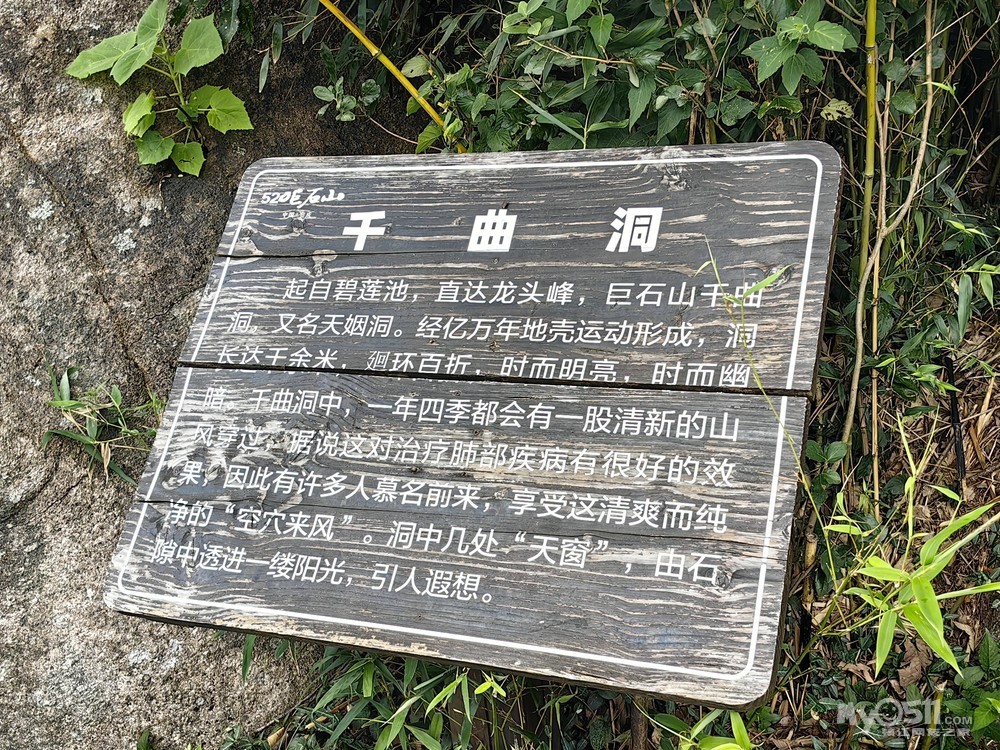 520巨石山
千曲洞
起自碧莲池，直达龙头峰，巨石山千曲
洞，又名天姻洞。经亿万年地壳运动形成，洞
长达千余米，廻环百折，时而明亮，时而幽
暗。千曲洞中，一年四季都会有一股清新的山
风穿过，据说这对治疗肺部疾病有很好的效
果，因此有许多人慕名前来，享受这清爽而纯
净的“空穴来风”。洞中几处“天窗”，由石
隙中透进一缕阳光，引人遐想。
KYO511.COM